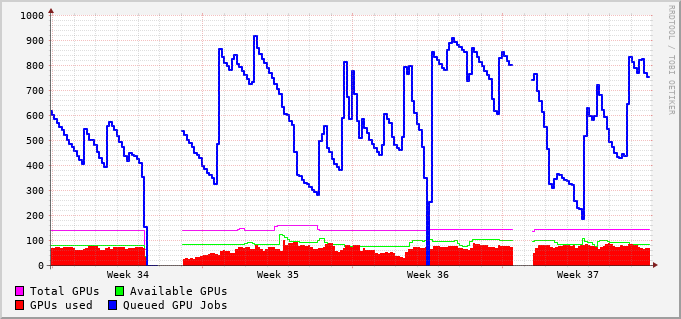 1000
900
800
700
600
500
400
300
200
100
0
Week 34 Week 35 Week 36 Week 37
Total GPUs Available GPUs
GPUs used Queued GPU Jobs
RRDTOOL / TOBI OETIKER